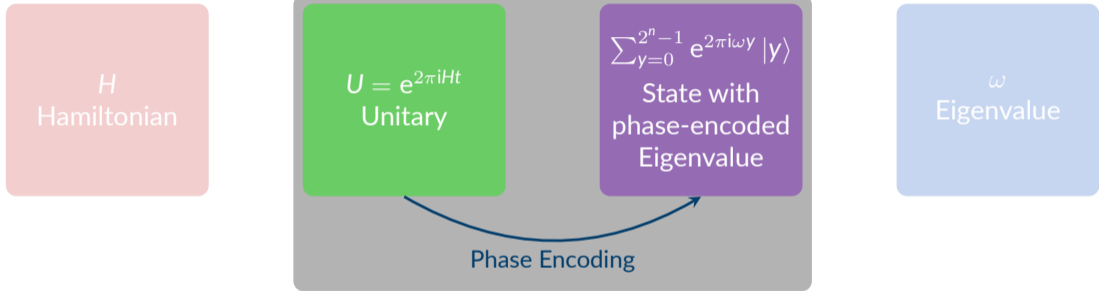 H
Hamiltonian
U = e^{2πiHt}
Unitary
∑_{y=0}^{2^n−1} e^{2πiωy} |y⟩
State with
phase-encoded
Eigenvalue
ω
Eigenvalue
Phase Encoding